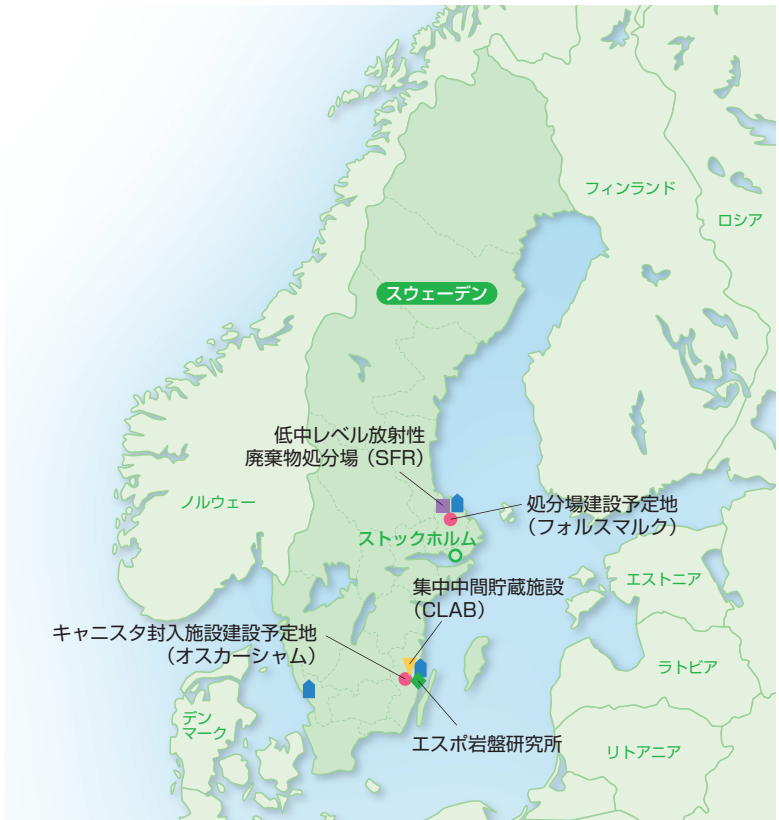 フィンランド
ロシア
スウェーデン
低中レベル放射性
廃棄物処分場（SFR）
ノルウェー
処分場建設予定地
（フォルスマルク）
ストックホルム
集中中間貯蔵施設
（CLAB）
エストニア
キャニスタ封入施設建設予定地
（オスカーシャム）
ラトビア
デン
マーク
エスポ岩盤研究所
リトアニア